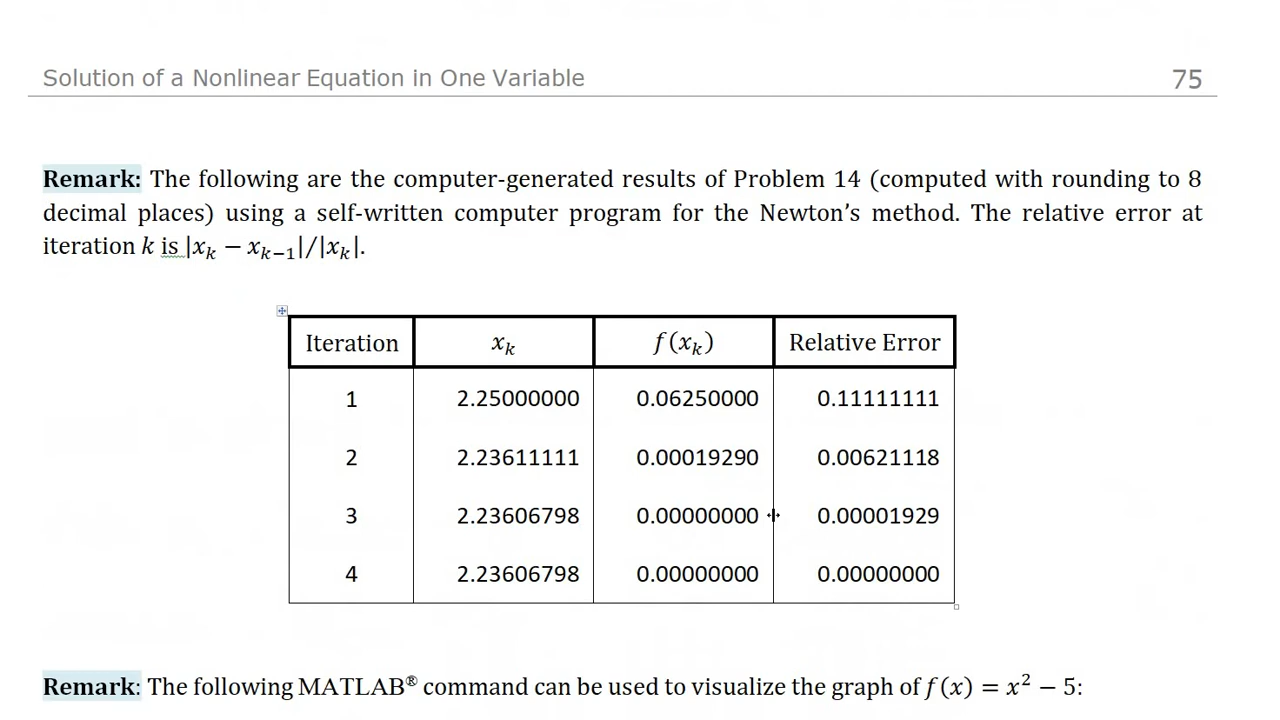 Solution of a Nonlinear Equation in One Variable 75
Remark: The following are the computer-generated results of Problem 14 (computed with rounding to 8
decimal places) using a self-written computer program for the Newton’s method. The relative error at
iteration k is |xₖ − xₖ₋₁|/|xₖ|.
Iteration xₖ f(xₖ) Relative Error
1 2.25000000 0.06250000 0.11111111
2 2.23611111 0.00019290 0.00621118
3 2.23606798 0.00000000 0.00001929
4 2.23606798 0.00000000 0.00000000
Remark: The following MATLAB® command can be used to visualize the graph of f(x) = x² − 5: